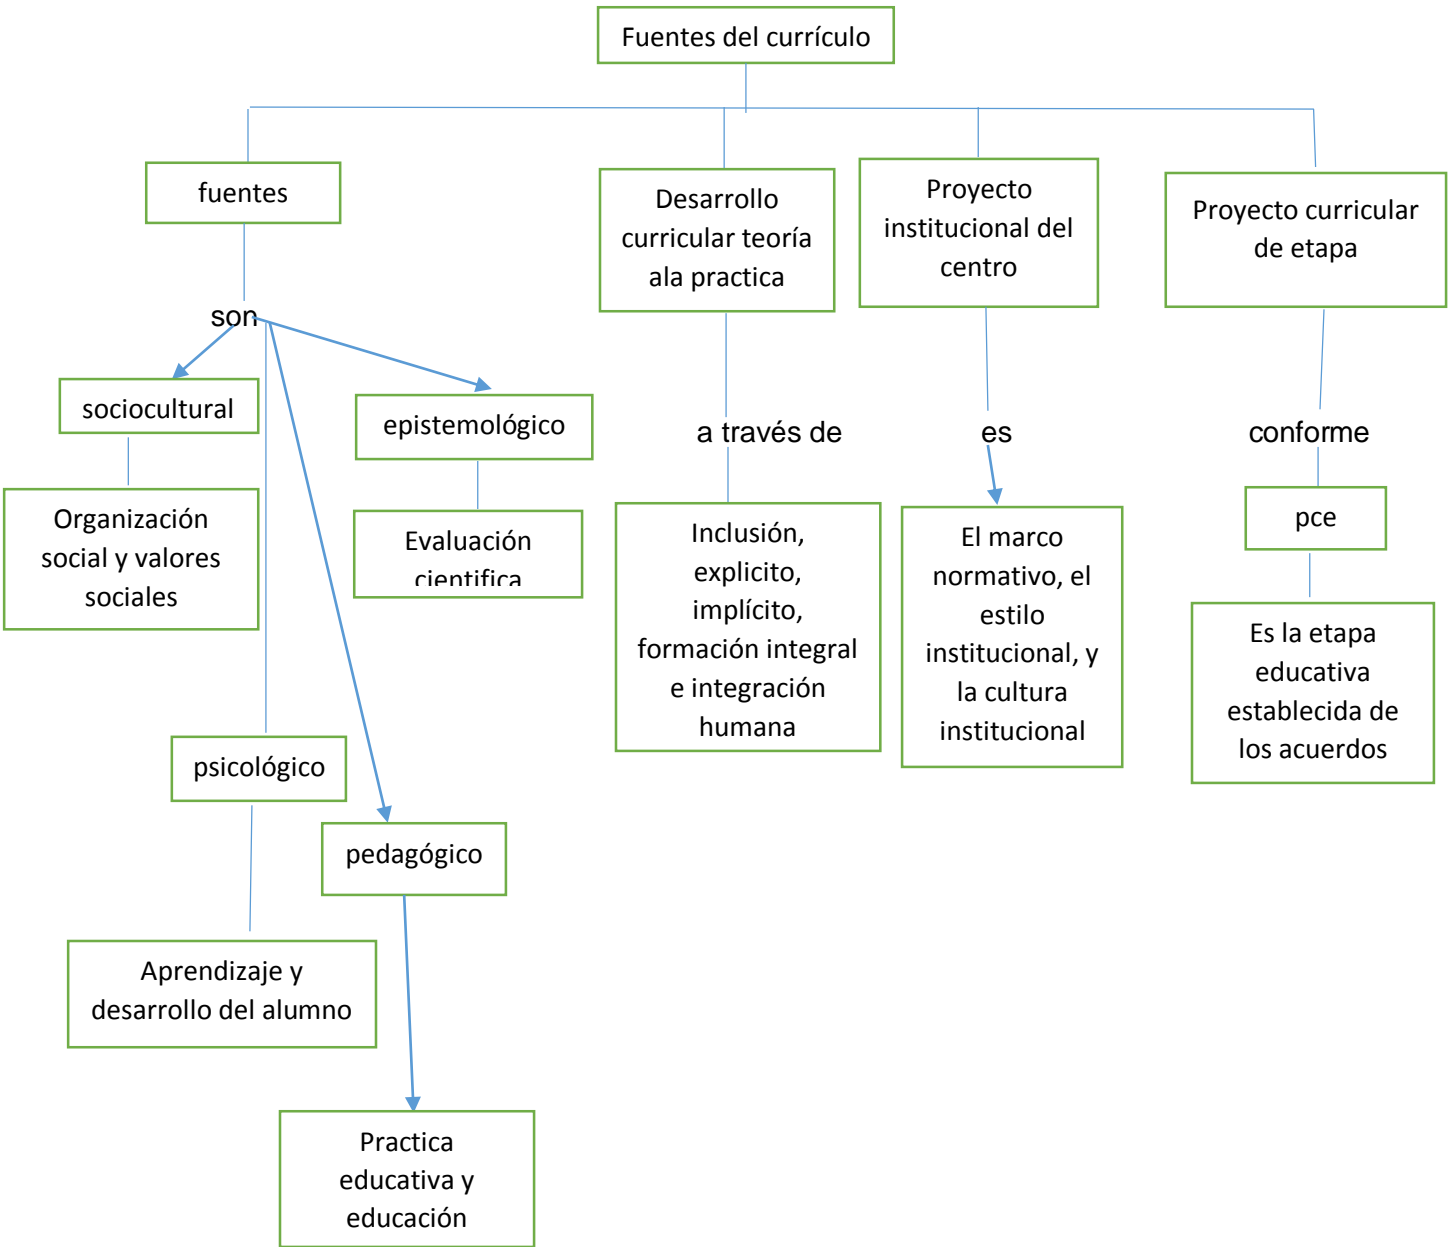 Fuentes del currículo
fuentes
Desarrollo
curricular teoría
ala practica
Proyecto
institucional del
centro
Proyecto curricular
de etapa
son
a través de
es
conforme
sociocultural
epistemológico
Organización
social y valores
sociales
Evaluación
cientifica
Inclusión,
explicito,
implícito,
formación integral
e integración
humana
El marco
normativo, el
estilo
institucional, y
la cultura
institucional
pce
Es la etapa
educativa
establecida de
los acuerdos
psicológico
pedagógico
Aprendizaje y
desarrollo del alumno
Practica
educativa y
educación